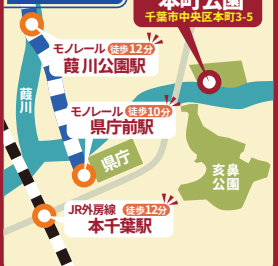 本町公園
千葉市中央区本町3-5
モノレール 徒歩12分
葭川公園駅
葭川
モノレール 徒歩10分
県庁前駅
県庁
亥鼻
公園
JR外房線 徒歩12分
本千葉駅